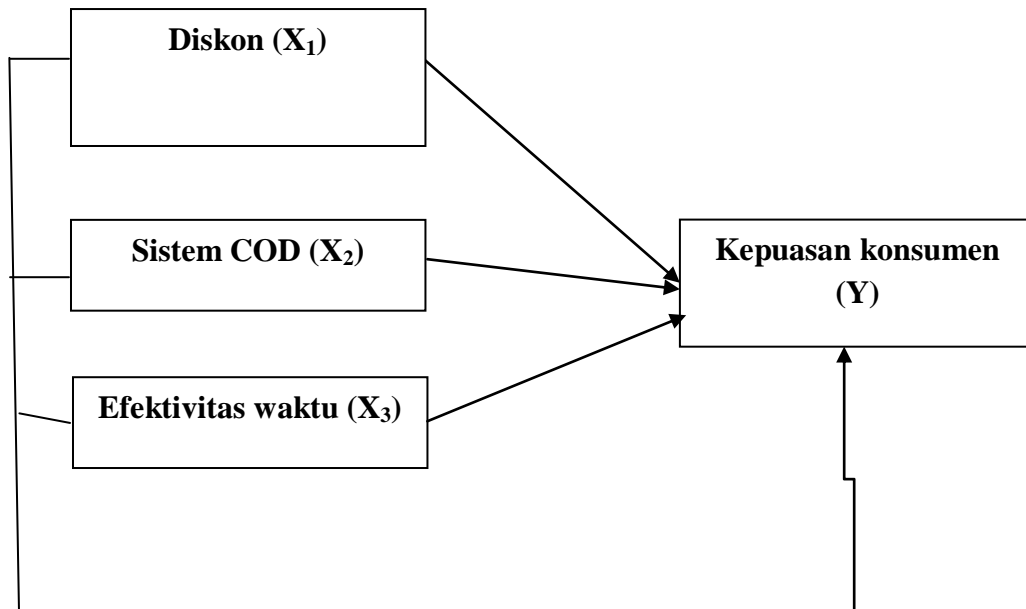 Diskon (X₁)
Sistem COD (X₂)
Kepuasan konsumen
(Y)
Efektivitas waktu (X₃)